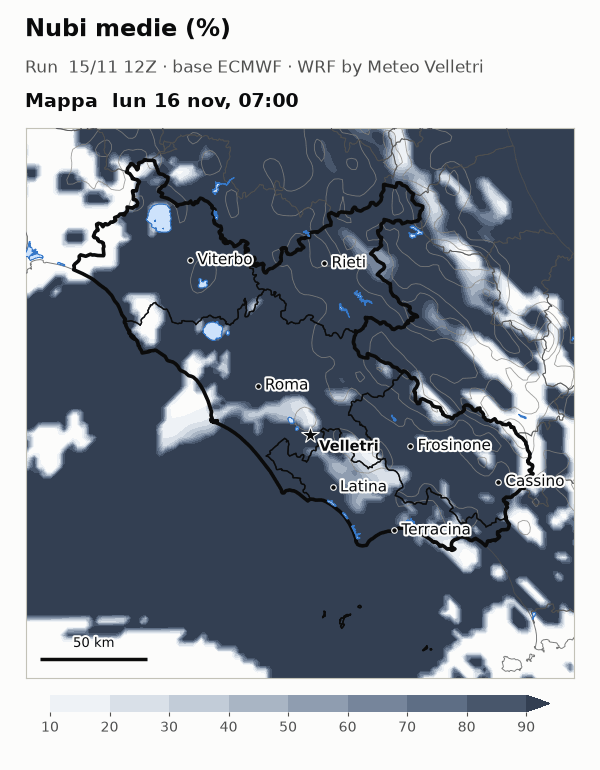 Nubi medie (%)
Run  15/11 12Z · base ECMWF · WRF by Meteo Velletri
Mappa  lun 16 nov, 07:00
Viterbo
Rieti
Roma
Velletri
Frosinone
Latina
Cassino
Terracina
50 km
10 20 30 40 50 60 70 80 90